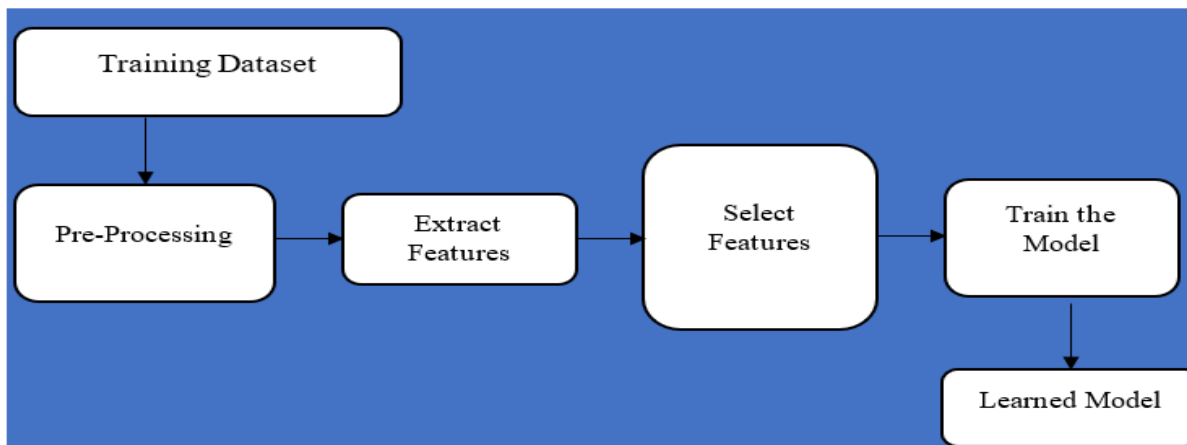 Training Dataset
Pre-Processing
Extract
Features
Select
Features
Train the
Model
Learned Model